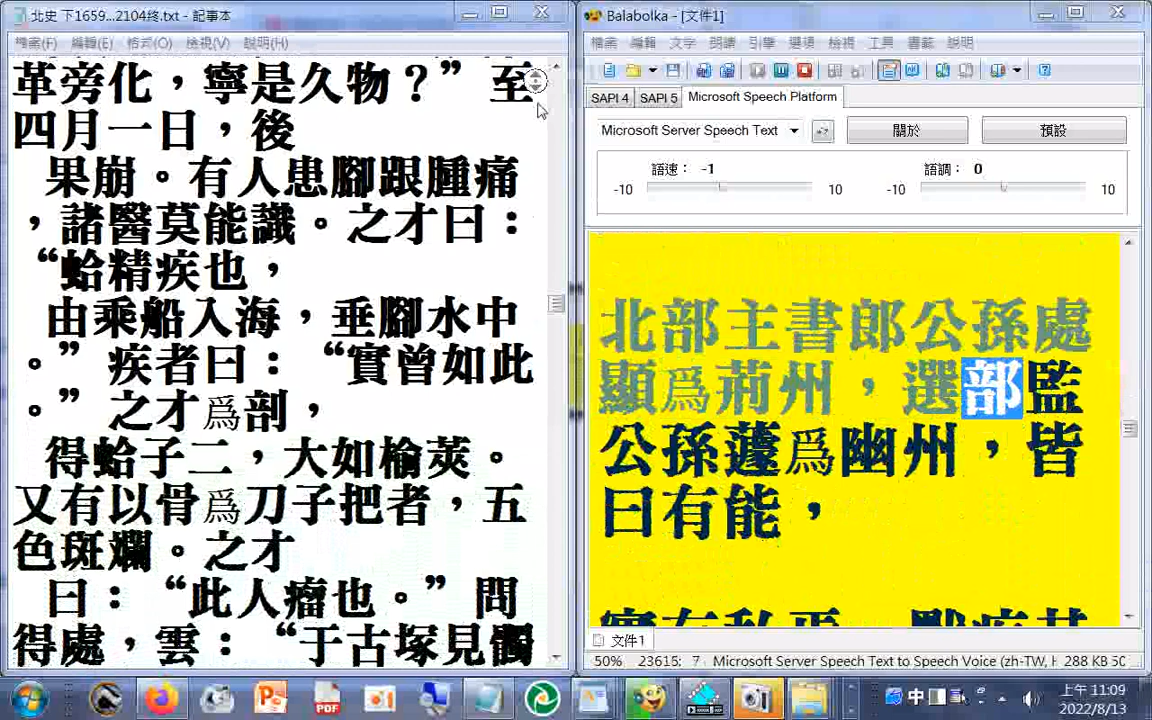 北史 下1659...2104終.txt - 記事本
檔案(F) 編輯(E) 格式(O) 檢視(V) 說明(H)
革旁化，寧是久物？” 至
四月一日，後
果崩。有人患腳跟腫痛
，諸醫莫能識。之才曰：
“蛤精疾也，
由乘船入海，垂腳水中
。” 疾者曰： “實曾如此
。” 之才爲剖，
得蛤子二，大如榆莢。
又有以骨爲刀子把者，五
色斑斕。之才
曰： “此人瘤也。” 問
得處，雲： “于古塚見髑
Balabolka - [文件1]
檔案 編輯 文字 朗讀 引擎 選項 檢視 工具 書籤 說明
SAPI 4 SAPI 5 Microsoft Speech Platform
Microsoft Server Speech Text 關於 預設
語速： -1 語調： 0
-10 10 -10 10
北部主書郎公孫處
顯爲荊州，選部監
公孫蘧爲幽州，皆
曰有能，
實有私焉。戰疲其
文件1
50% 23615: 7 Microsoft Server Speech Text to Speech Voice (zh-TW, H 288 KB 50
PDF 中 上午 11:09
2022/8/13